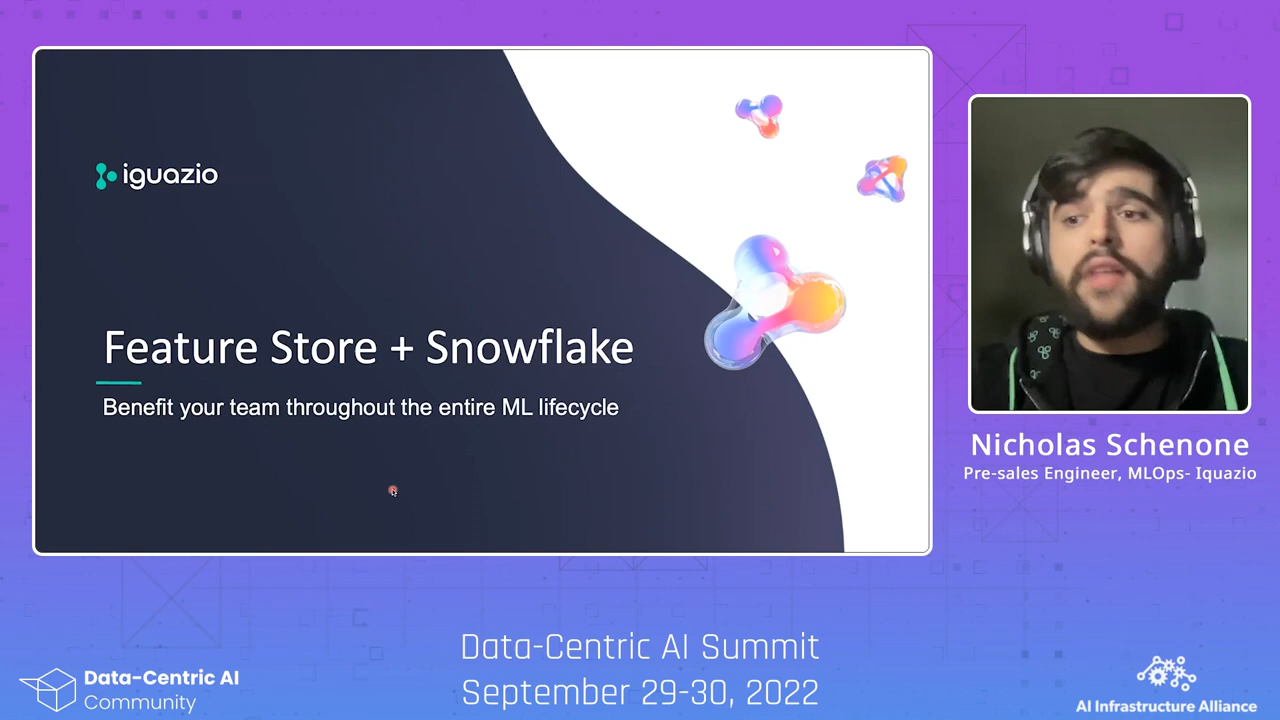 iguazio
Feature Store + Snowflake
Benefit your team throughout the entire ML lifecycle
Nicholas Schenone
Pre-sales Engineer, MLOps- Iquazio
Data-Centric AI Summit
September 29-30, 2022
Data-Centric AI
Community
AI Infrastructure Alliance